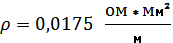 ρ = 0,0175 ом * мм²/м